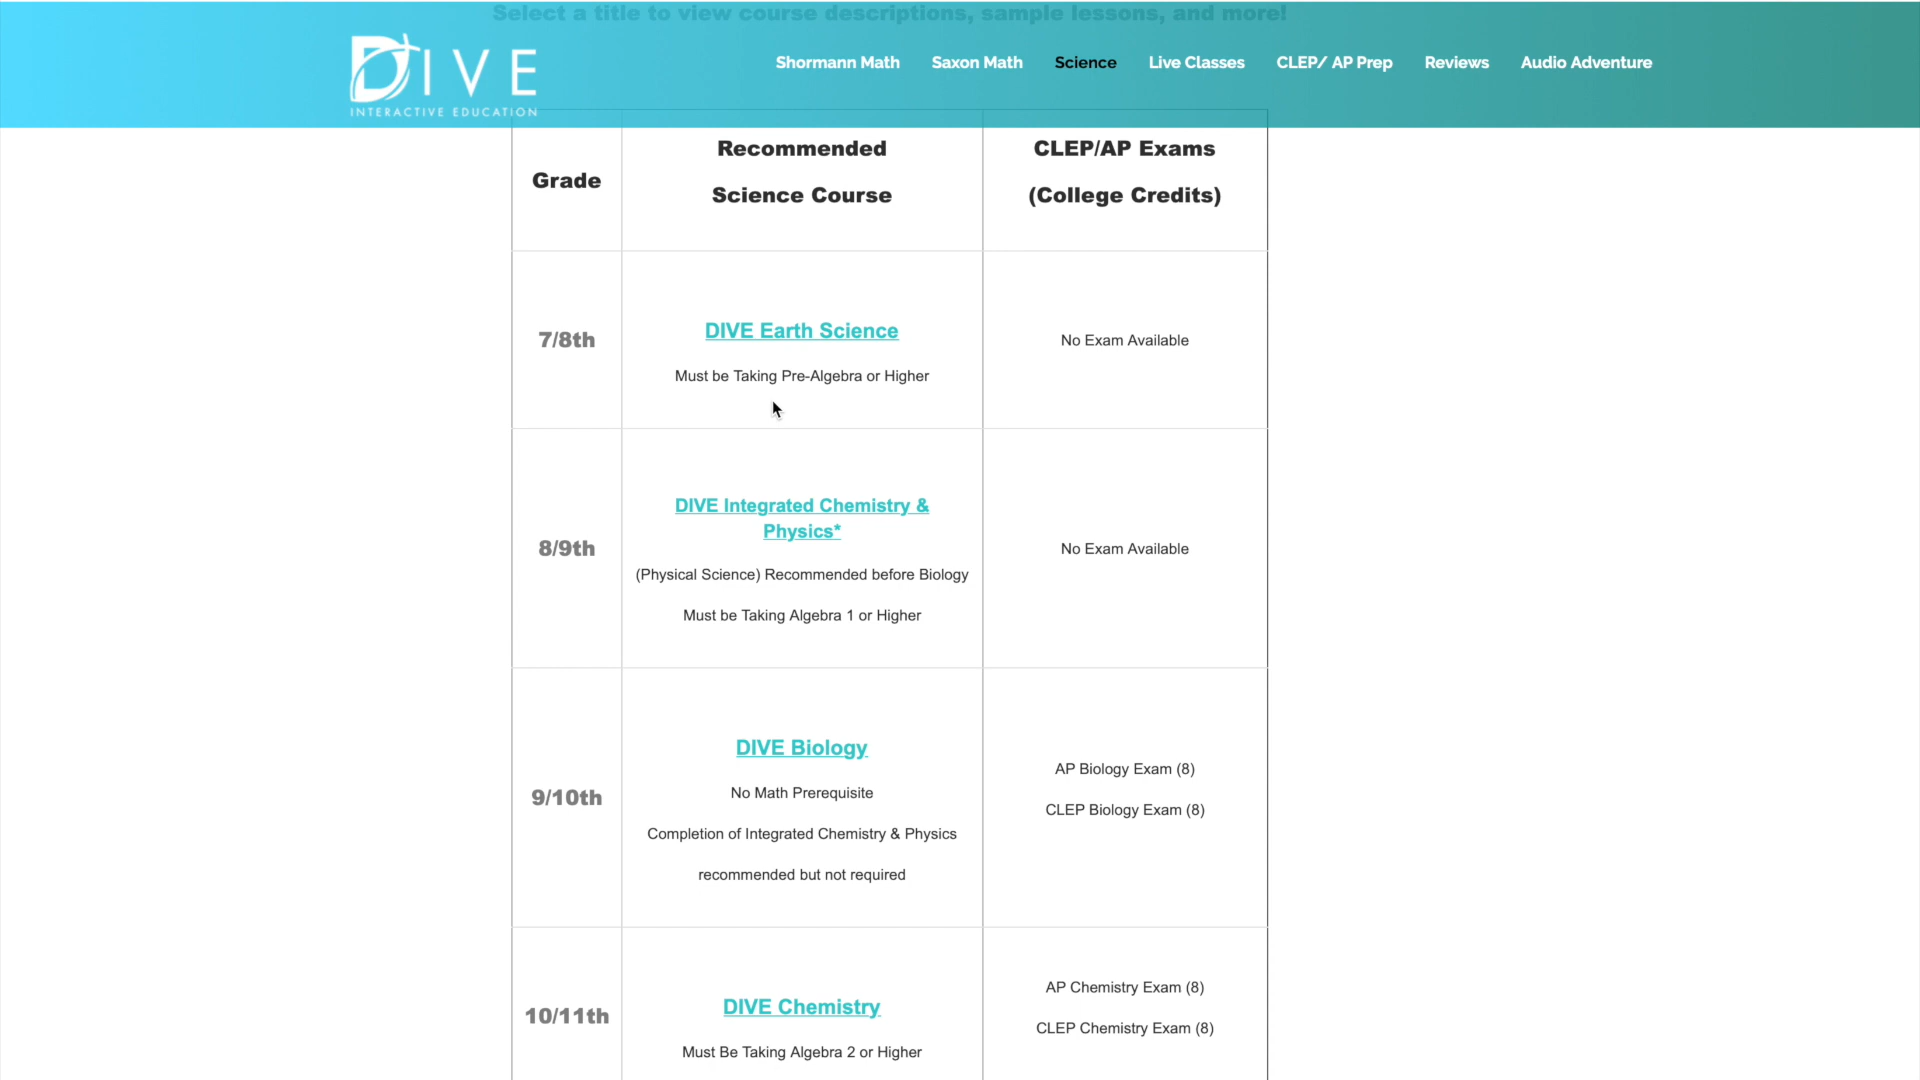 Select a title to view course descriptions, sample lessons, and more!
DIVE
INTERACTIVE EDUCATION
Shormann Math
Saxon Math
Science
Live Classes
CLEP/ AP Prep
Reviews
Audio Adventure
Grade
Recommended
Science Course
CLEP/AP Exams
(College Credits)
7/8th
DIVE Earth Science
Must be Taking Pre-Algebra or Higher
No Exam Available
8/9th
DIVE Integrated Chemistry &
Physics*
(Physical Science) Recommended before Biology
Must be Taking Algebra 1 or Higher
No Exam Available
9/10th
DIVE Biology
No Math Prerequisite
Completion of Integrated Chemistry & Physics
recommended but not required
AP Biology Exam (8)
CLEP Biology Exam (8)
10/11th
DIVE Chemistry
Must Be Taking Algebra 2 or Higher
AP Chemistry Exam (8)
CLEP Chemistry Exam (8)